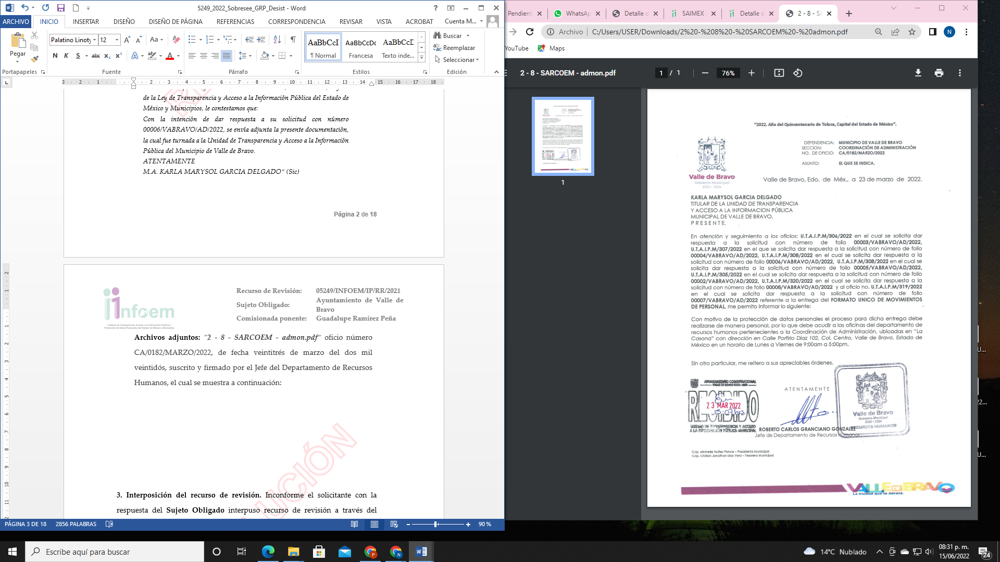 5249_2022_Sobresee_GRP_Desist - Word
ARCHIVO INICIO INSERTAR DISEÑO DISEÑO DE PÁGINA REFERENCIAS CORRESPONDENCIA REVISAR VISTA ACROBAT Cuenta M...
Pegar
Palatino Linoty 12
N K S abc
AaBbCcI AaBbCcDc AaBbCcI
¶ Normal Francesa Texto inde...
Buscar
Reemplazar
Seleccionar
Portapapeles Fuente Párrafo Estilos Edición
de la Ley de Transparencia y Acceso a la Información Pública del Estado de
México y Municipios, le contestamos que:
Con la intención de dar respuesta a su solicitud con número
00006/VABRAVO/AD/2022, se envía adjunta la presente documentación,
la cual fue turnada a la Unidad de Transparencia y Acceso a la Información
Pública del Municipio de Valle de Bravo.
ATENTAMENTE
M.A. KARLA MARYSOL GARCIA DELGADO” (Sic)
Página 2 de 18
infoem
Instituto de Transparencia, Acceso a la Información Pública y
Protección de Datos Personales del Estado de México y Municipios
Recurso de Revisión: 05249/INFOEM/IP/RR/2021
Sujeto Obligado: Ayuntamiento de Valle de
Bravo
Comisionada ponente: Guadalupe Ramírez Peña
Archivos adjuntos: “2 - 8 - SARCOEM - admon.pdf” oficio número
CA/0182/MARZO/2022, de fecha veintitrés de marzo del dos mil
veintidós, suscrito y firmado por el Jefe del Departamento de Recursos
Humanos, el cual se muestra a continuación:
UCIÓN
3. Interposición del recurso de revisión. Inconforme el solicitante con la
respuesta del Sujeto Obligado interpuso recurso de revisión a través del
PÁGINA 3 DE 18 2856 PALABRAS 90 %
Pendient WhatsAp Detalle d SAIMEX Detalle d 2 - 8 - SA
Archivo C:/Users/USER/Downloads/2%20-%208%20-%20SARCOEM%20-%20admon.pdf N
YouTube Maps
2 - 8 - SARCOEM - admon.pdf 1 / 1 76%
1
“2022. Año del Quincentenario de Toluca, Capital del Estado de México”.
DEPENDENCIA: MUNICIPIO DE VALLE DE BRAVO
SECCION: COORDINACIÓN DE ADMINISTRACIÓN
NO. DE OFICIO: CA/0182/MARZO/2022
ASUNTO: EL QUE SE INDICA.
Valle de Bravo
Gobierno Municipal
2022 - 2024
Valle de Bravo, Edo. de Méx., a 23 de marzo de 2022.
KARLA MARYSOL GARCIA DELGADO
TITULAR DE LA UNIDAD DE TRANSPARENCIA
Y ACCESO A LA INFORMACION PÚBLICA
MUNICIPAL DE VALLE DE BRAVO.
P R E S E N T E.
En atención y seguimiento a los oficios: U.T.A.I.P.M/306/2022 en el cual se solicita dar
respuesta a la solicitud con número de folio 00003/VABRAVO/AD/2022,
U.T.A.I.P.M/307/2022 en el que se solicita dar respuesta a la solicitud con número de folio
00004/VABRAVO/AD/2022, U.T.A.I.P.M/308/2022 en el cual se solicita dar respuesta a la
solicitud con número de folio 00006/VABRAVO/AD/2022, U.T.A.I.P.M/308/2022 en el cual se
solicita dar respuesta a la solicitud con número de folio 00005/VABRAVO/AD/2022,
U.T.A.I.P.M/305/2022 en el cual se solicita dar respuesta a la solicitud con número de folio
00002/VABRAVO/AD/2022, U.T.A.I.P.M/320/2022 en el cual se solicita dar respuesta a la
solicitud con número de folio 00008/VABRAVO/AD/2022 y al oficio no. U.T.A.I.P.M/319/2022
en el cual se solicita dar respuesta a la solicitud con número de folio
00007/VABRAVO/AD/2022 referente a la entrega del FORMATO UNICO DE MOVIMIENTOS
DE PERSONAL, me permito informar lo siguiente:
Con motivo de la protección de datos personales el proceso para dicha entrega debe
realizarse de manera personal, por lo que debe acudir a las oficinas del departamento de
recursos humanos pertenecientes a la Coordinación de Administración, ubicadas en “La
Casona” con dirección en Calle Porfirio Diaz 102, Col. Centro, Valle de Bravo, Estado de
México en un horario de Lunes a Viernes de 9:00am a 5:00pm.
Sin otro particular, me reitero a sus apreciables órdenes.
AYUNTAMIENTO CONSTITUCIONAL
VALLE DE BRAVO 2022 - 2024
RECIBIDO
23 MAR 2022
15:07 hrs
UNIDAD DE TRANSPARENCIA Y ACCESO
A LA INFORMACIÓN PÚBLICA MUNICIPAL
A T E N T A M E N T E
Valle de Bravo
Gobierno Municipal
2022 - 2024
RECURSOS HUMANOS
ROBERTO CARLOS GRANCIANO GONZALEZ
Jefe de Departamento de Recursos Humanos
Ccp. Michelle Nuñez Ponce – Presidenta Municipal
Ccp. Cristian Jonathan Islas Vera – Tesorero Municipal
VALLE DE BRAVO
La Ciudad que te Abraza.
Escribe aquí para buscar
14°C Nublado
08:31 p. m.
15/06/2022
24